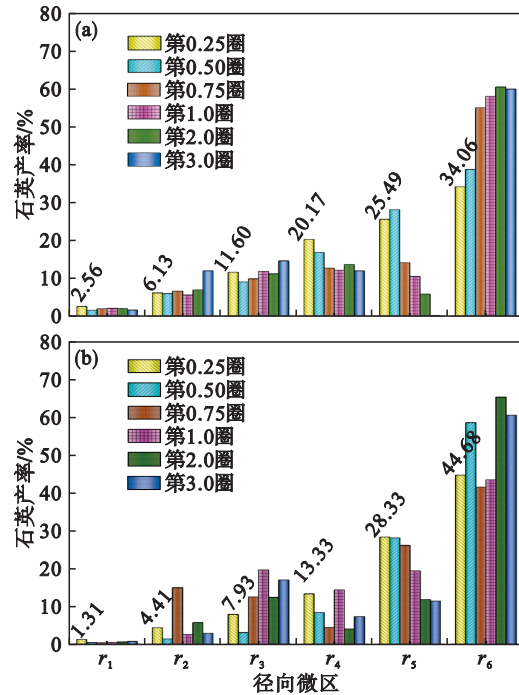 80
(a)
70
60
50
40
30
20
10
0
石英产率/%
第0.25圈
第0.50圈
第0.75圈
第1.0圈
第2.0圈
第3.0圈
2.56
6.13
11.60
20.17
25.49
34.06
80
(b)
70
60
50
40
30
20
10
0
石英产率/%
第0.25圈
第0.50圈
第0.75圈
第1.0圈
第2.0圈
第3.0圈
1.31
4.41
7.93
13.33
28.33
44.68
r1 r2 r3 r4 r5 r6
径向微区